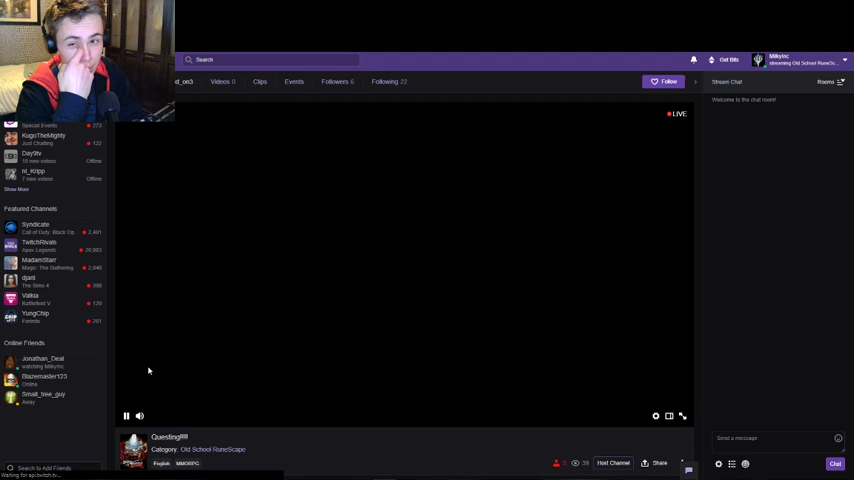 Search
Get Bits
Milkyinc
streaming Old School RuneSc...
d_on3
Videos 0
Clips
Events
Followers 6
Following 22
Follow
Stream Chat
Rooms
LIVE
Welcome to the chat room!
Special Events
273
KugoTheMighty
Just Chatting
122
Day9tv
10 new videos
Offline
nl_Kripp
7 new videos
Offline
Show More
Featured Channels
Syndicate
Call of Duty: Black Op...
2,401
TwitchRivals
Apex Legends
MadamStarr
Magic: The Gathering
2,040
djarii
The Sims 4
399
Valkia
Battlefield V
120
YungChip
Fortnite
261
Online Friends
Jonathan_Deal
watching Milkyinc
Blazemaster123
Online
Small_tree_guy
Away
Search to Add Friends
Waiting for api.twitch.tv...
Questing!!!!
Category: Old School RuneScape
English
MMORPG
0
39
Host Channel
Share
Send a message
Chat